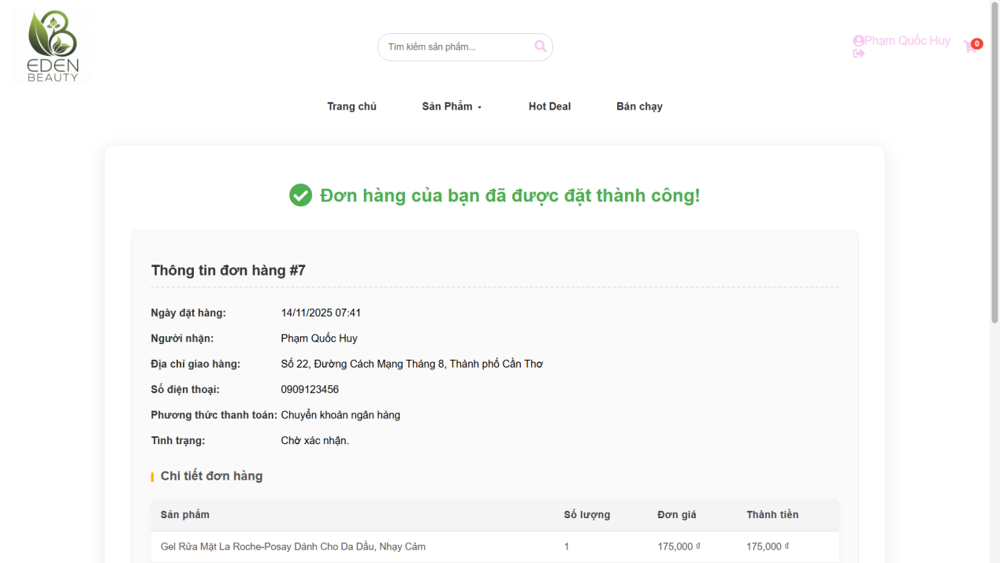 EDEN
BEAUTY
Tìm kiếm sản phẩm...
Phạm Quốc Huy
0
Trang chủ Sản Phẩm Hot Deal Bán chạy
Đơn hàng của bạn đã được đặt thành công!
Thông tin đơn hàng #7
Ngày đặt hàng: 14/11/2025 07:41
Người nhận: Phạm Quốc Huy
Địa chỉ giao hàng: Số 22, Đường Cách Mạng Tháng 8, Thành phố Cần Thơ
Số điện thoại: 0909123456
Phương thức thanh toán: Chuyển khoản ngân hàng
Tình trạng: Chờ xác nhận.
Chi tiết đơn hàng
Sản phẩm Số lượng Đơn giá Thành tiền
Gel Rửa Mặt La Roche-Posay Dành Cho Da Dầu, Nhạy Cảm 1 175,000 ₫ 175,000 ₫